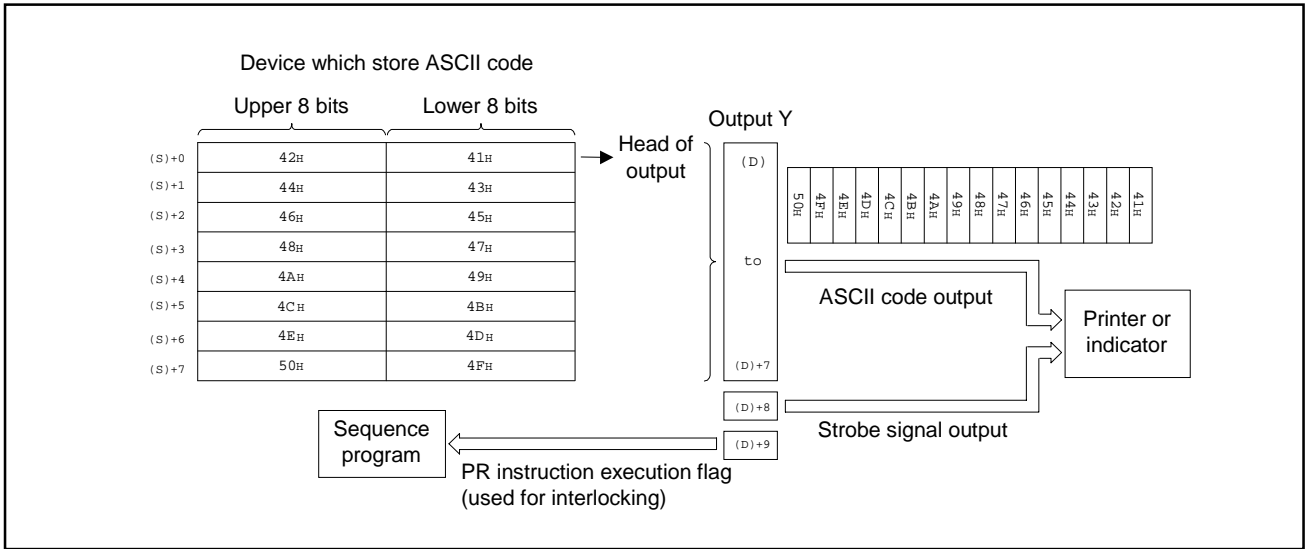 Device which store ASCII code
Upper 8 bits
Lower 8 bits
(S)+0 42H 41H
(S)+1 44H 43H
(S)+2 46H 45H
(S)+3 48H 47H
(S)+4 4AH 49H
(S)+5 4CH 4BH
(S)+6 4EH 4DH
(S)+7 50H 4FH
Head of
output
Output Y
(D)
to
(D)+7
(D)+8
(D)+9
50H 4FH 4EH 4DH 4CH 4BH 4AH 49H 48H 47H 46H 45H 44H 43H 42H 41H
ASCII code output
Printer or
indicator
Strobe signal output
Sequence
program
PR instruction execution flag
(used for interlocking)